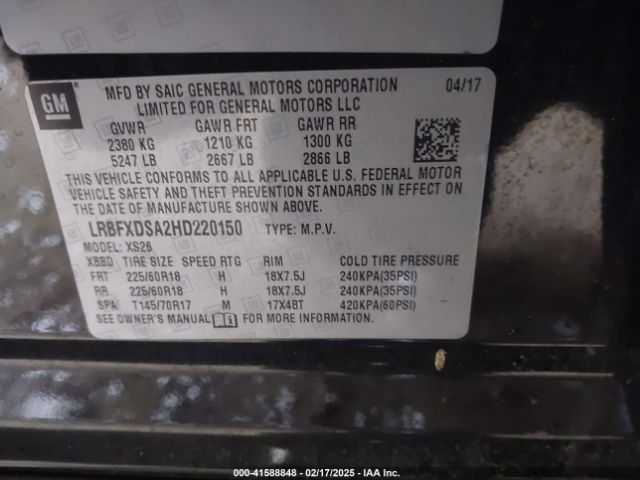 GM
MFD BY SAIC GENERAL MOTORS CORPORATION 04/17
LIMITED FOR GENERAL MOTORS LLC
GVWR GAWR FRT GAWR RR
2380 KG 1210 KG 1300 KG
5247 LB 2667 LB 2866 LB
THIS VEHICLE CONFORMS TO ALL APPLICABLE U.S. FEDERAL MOTOR
VEHICLE SAFETY AND THEFT PREVENTION STANDARDS IN EFFECT ON
THE DATE OF MANUFACTURE SHOWN ABOVE.
LRBFXDSA2HD220150 TYPE: M.P.V.
MODEL: XS26
XBBD TIRE SIZE SPEED RTG RIM COLD TIRE PRESSURE
FRT 225/60R18 H 18X7.5J 240KPA(35PSI)
RR 225/60R18 H 18X7.5J 240KPA(35PSI)
SPA T145/70R17 M 17X4BT 420KPA(60PSI)
SEE OWNER'S MANUAL FOR MORE INFORMATION.
000-41588848 - 02/17/2025 - IAA Inc.